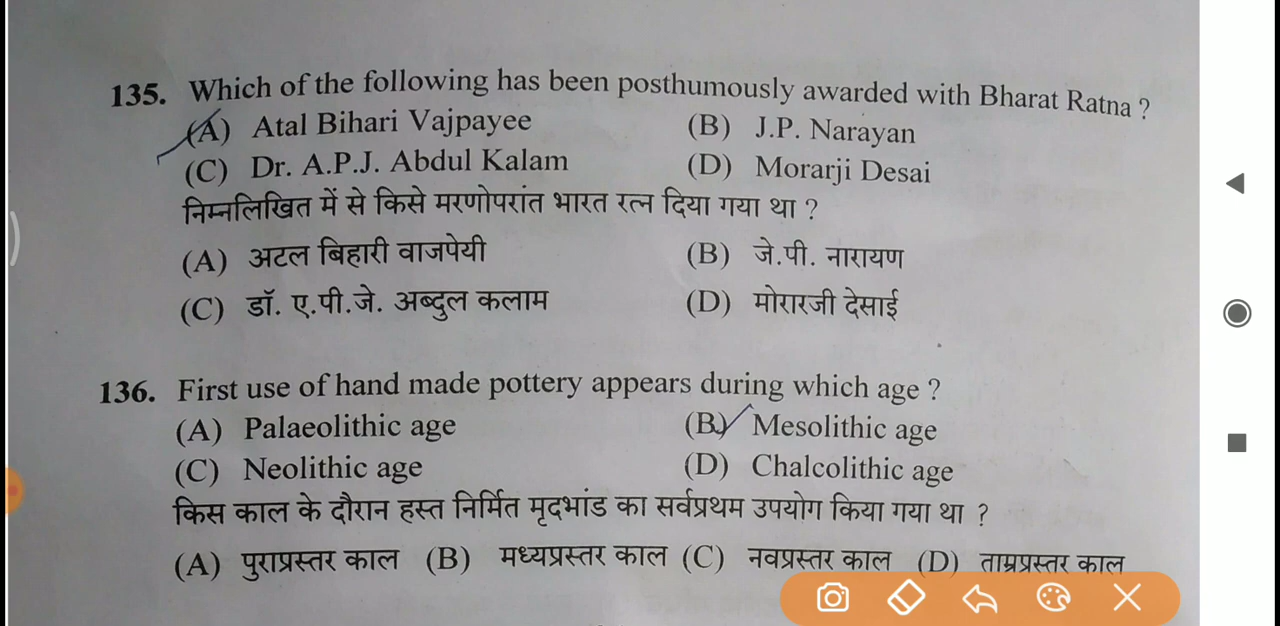 135. Which of the following has been posthumously awarded with Bharat Ratna ?
(A) Atal Bihari Vajpayee (B) J.P. Narayan
(C) Dr. A.P.J. Abdul Kalam (D) Morarji Desai
निम्नलिखित में से किसे मरणोपरांत भारत रत्न दिया गया था ?
(A) अटल बिहारी वाजपेयी (B) जे.पी. नारायण
(C) डॉ. ए.पी.जे. अब्दुल कलाम (D) मोरारजी देसाई
136. First use of hand made pottery appears during which age ?
(A) Palaeolithic age (B) Mesolithic age
(C) Neolithic age (D) Chalcolithic age
किस काल के दौरान हस्त निर्मित मृदभांड का सर्वप्रथम उपयोग किया गया था ?
(A) पुराप्रस्तर काल (B) मध्यप्रस्तर काल (C) नवप्रस्तर काल (D) ताम्रप्रस्तर काल